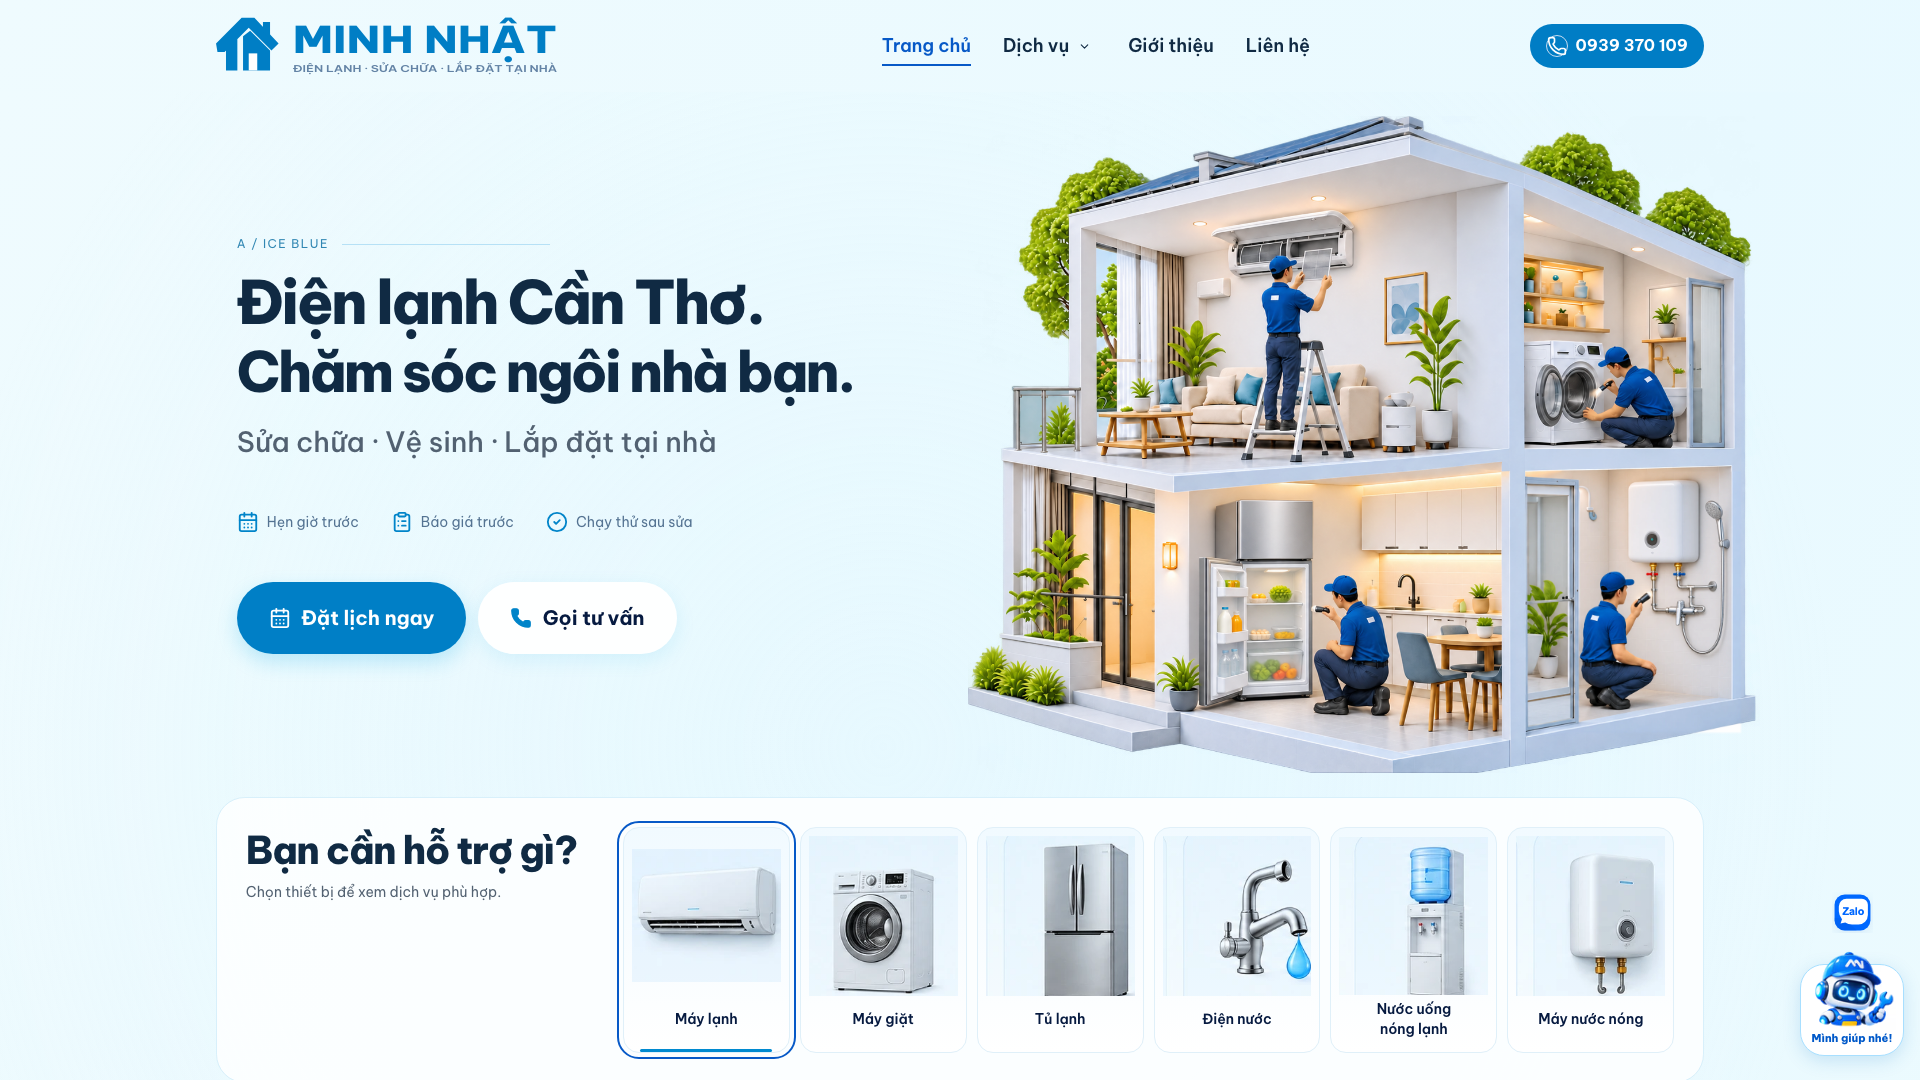 MINH NHẬT
ĐIỆN LẠNH · SỬA CHỮA · LẮP ĐẶT TẠI NHÀ
Trang chủ
Dịch vụ
Giới thiệu
Liên hệ
0939 370 109
A / ICE BLUE
Điện lạnh Cần Thơ.
Chăm sóc ngôi nhà bạn.
Sửa chữa · Vệ sinh · Lắp đặt tại nhà
Hẹn giờ trước
Báo giá trước
Chạy thử sau sửa
Đặt lịch ngay
Gọi tư vấn
Bạn cần hỗ trợ gì?
Chọn thiết bị để xem dịch vụ phù hợp.
Máy lạnh
Máy giặt
Tủ lạnh
Điện nước
Nước uống
nóng lạnh
Máy nước nóng
Zalo
Mình giúp nhé!